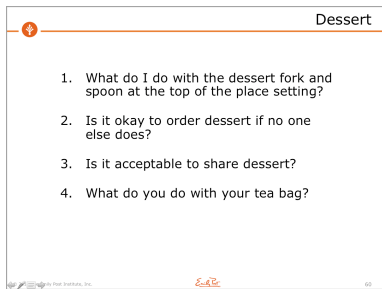 Dessert
1. What do I do with the dessert fork and
spoon at the top of the place setting?
2. Is it okay to order dessert if no one
else does?
3. Is it acceptable to share dessert?
4. What do you do with your tea bag?
Post Institute, Inc.
Emily Post
60